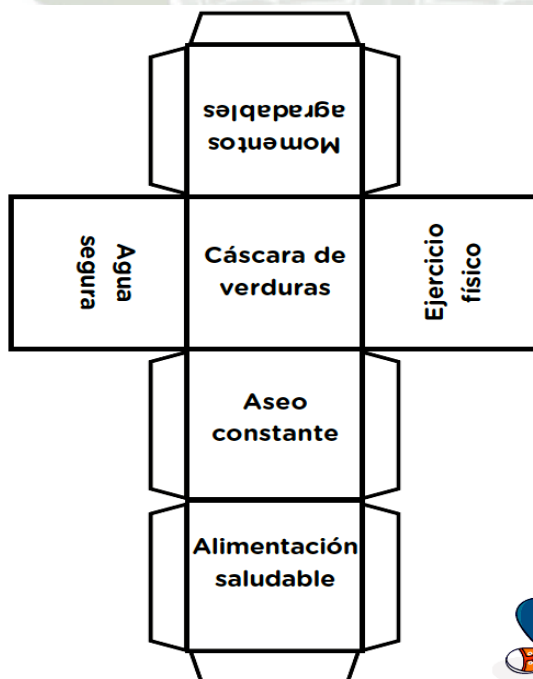 Momentos
agradables
Agua
segura
Cáscara de
verduras
Ejercicio
físico
Aseo
constante
Alimentación
saludable